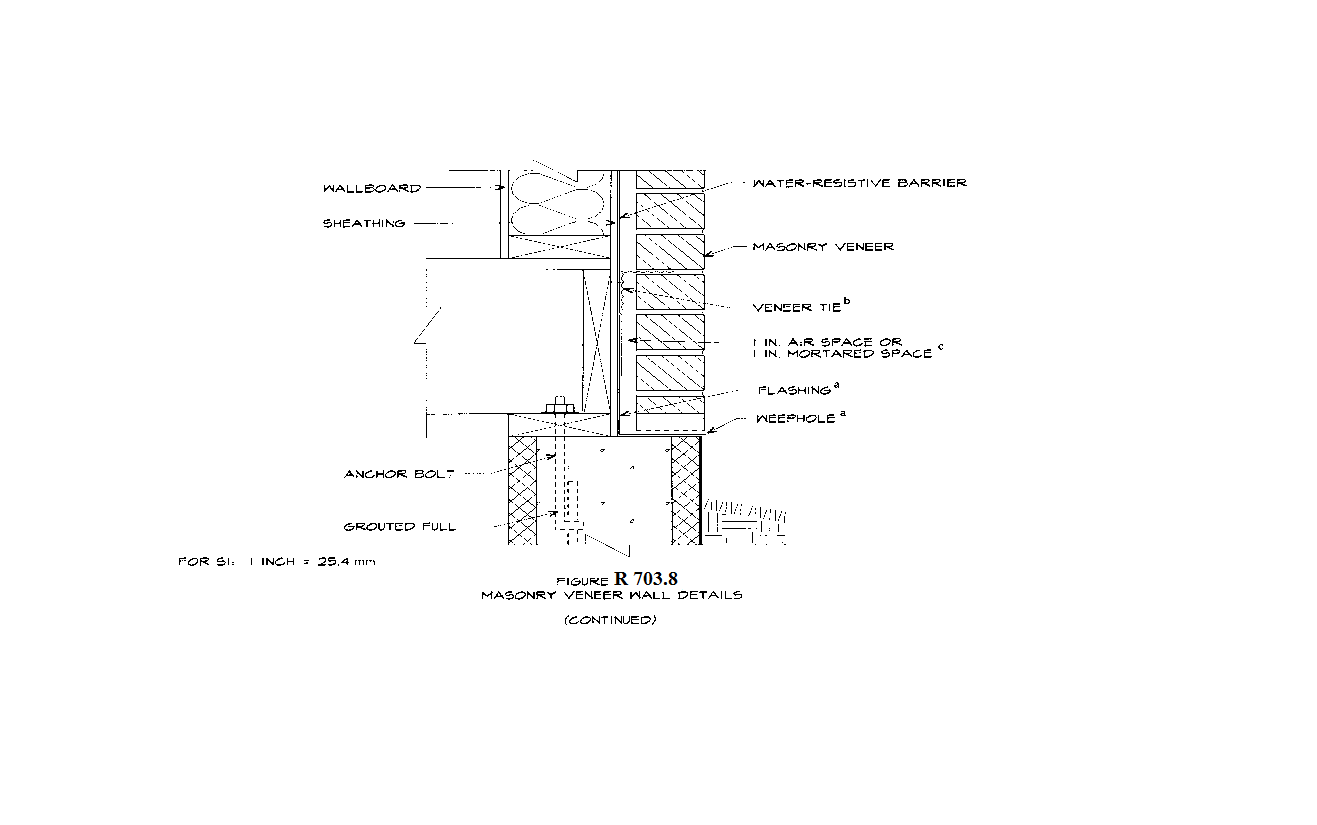 WALLBOARD
SHEATHING
WATER-RESISTIVE BARRIER
MASONRY VENEER
VENEER TIE b
1 IN. AIR SPACE OR
1 IN. MORTARED SPACE c
FLASHING a
WEEPHOLE a
ANCHOR BOLT
GROUTED FULL
FOR SI: 1 INCH = 25.4 mm
FIGURE R 703.8
MASONRY VENEER WALL DETAILS
(CONTINUED)